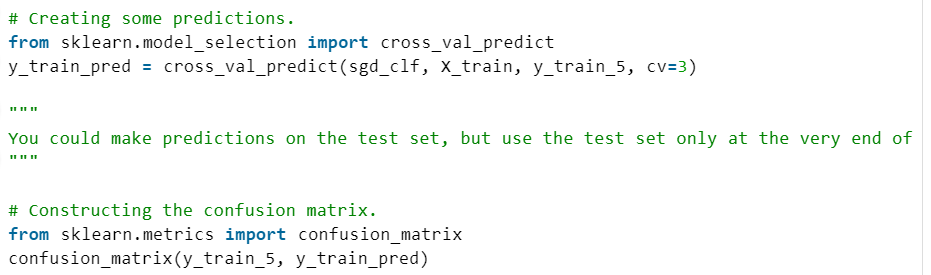 # Creating some predictions.
from sklearn.model_selection import cross_val_predict
y_train_pred = cross_val_predict(sgd_clf, X_train, y_train_5, cv=3)
"""
You could make predictions on the test set, but use the test set only at the very end of
"""
# Constructing the confusion matrix.
from sklearn.metrics import confusion_matrix
confusion_matrix(y_train_5, y_train_pred)